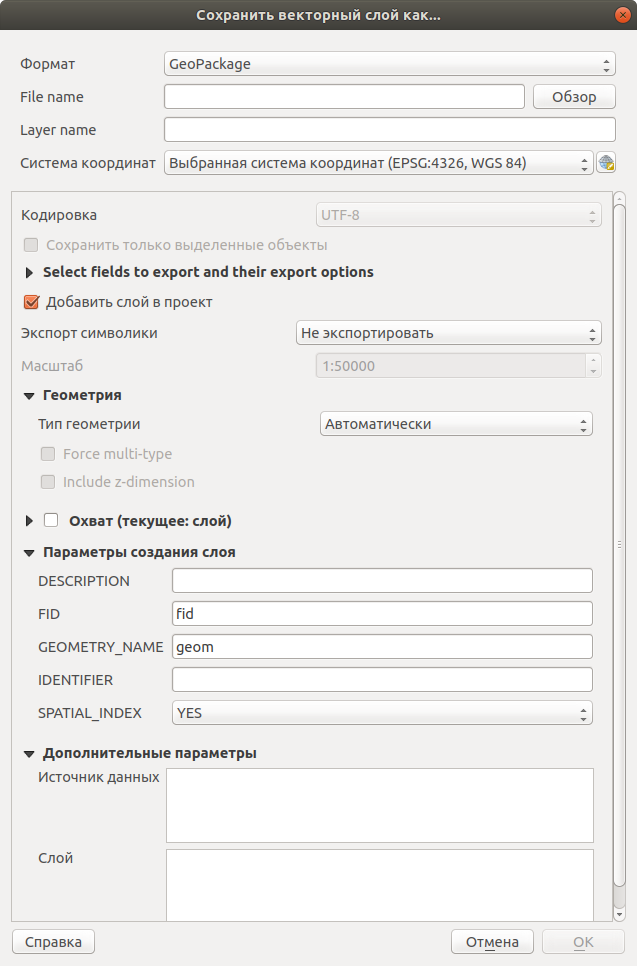 Сохранить векторный слой как...
Формат GeoPackage
File name Обзор
Layer name
Система координат Выбранная система координат (EPSG:4326, WGS 84)
Кодировка UTF-8
Сохранить только выделенные объекты
Select fields to export and their export options
Добавить слой в проект
Экспорт символики Не экспортировать
Масштаб 1:50000
Геометрия
Тип геометрии Автоматически
Force multi-type
Include z-dimension
Охват (текущее: слой)
Параметры создания слоя
DESCRIPTION
FID fid
GEOMETRY_NAME geom
IDENTIFIER
SPATIAL_INDEX YES
Дополнительные параметры
Источник данных
Слой
Справка Отмена OK